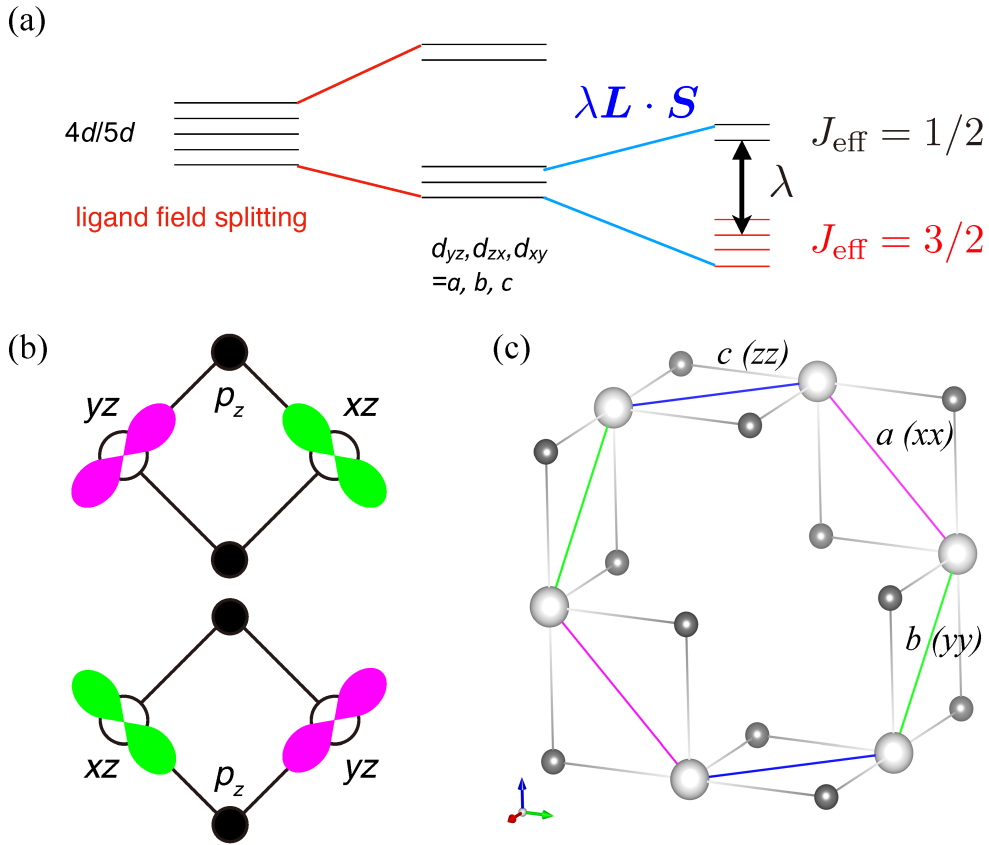 (a)
4d/5d
ligand field splitting
d_yz,d_zx,d_xy
=a, b, c
λL · S
J_eff = 1/2
λ
J_eff = 3/2
(b)
yz
p_z
xz
xz
p_z
yz
(c)
c (zz)
a (xx)
b (yy)